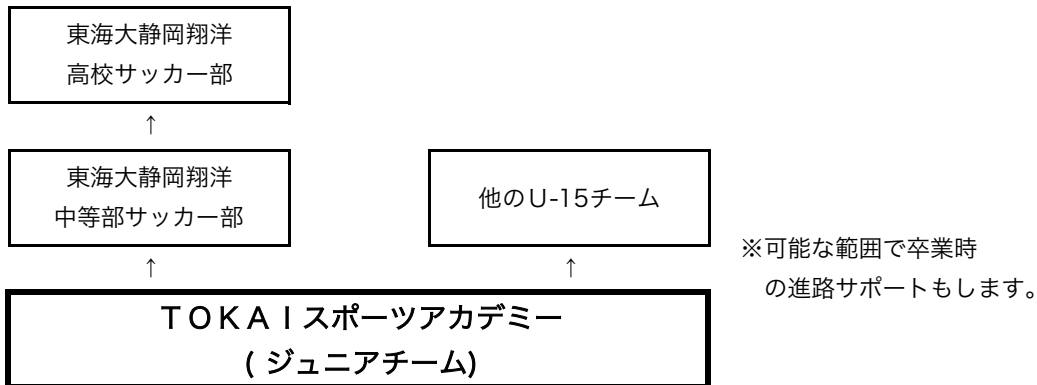 東海大静岡翔洋
高校サッカー部
↑
東海大静岡翔洋
中等部サッカー部
他のU-15チーム
※可能な範囲で卒業時
の進路サポートもします。
↑
↑
ＴＯＫＡＩスポーツアカデミー
( ジュニアチーム)